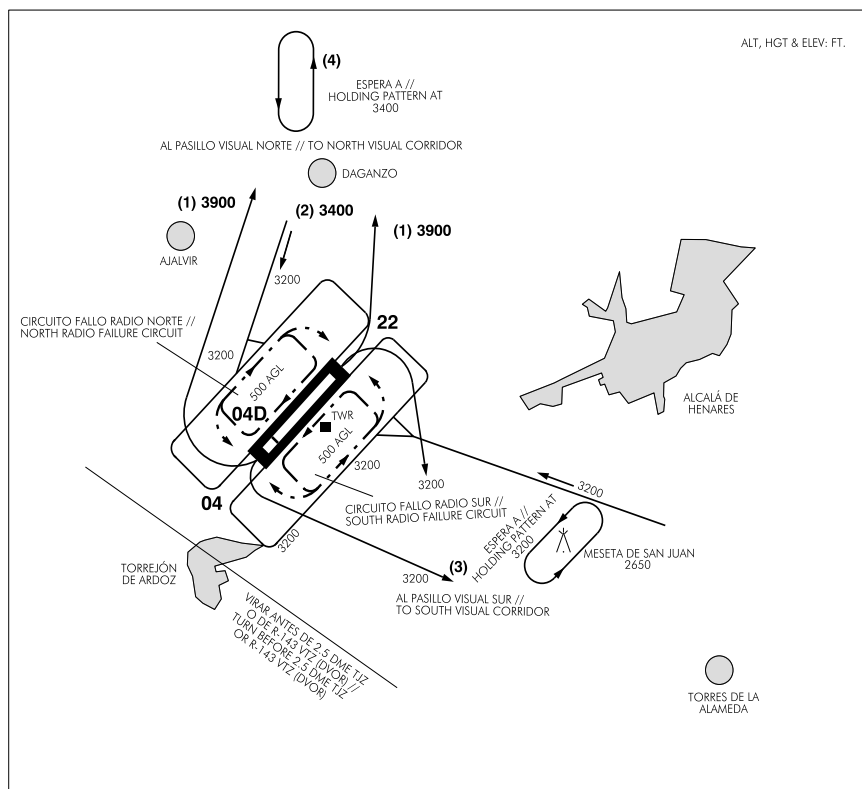 ALT, HGT & ELEV: FT.
(4)
ESPERA A //
HOLDING PATTERN AT
3400
AL PASILLO VISUAL NORTE // TO NORTH VISUAL CORRIDOR
DAGANZO
(1) 3900
(2) 3400
(1) 3900
AJALVIR
3200
CIRCUITO FALLO RADIO NORTE //
NORTH RADIO FAILURE CIRCUIT
22
3200
500 AGL
04D
TWR
500 AGL
ALCALÁ DE
HENARES
3200
3200
3200
04
CIRCUITO FALLO RADIO SUR //
SOUTH RADIO FAILURE CIRCUIT
ESPERA A //
HOLDING PATTERN AT
3200
MESETA DE SAN JUAN
2650
3200
TORREJÓN
DE ARDOZ
(3)
3200
AL PASILLO VISUAL SUR //
TO SOUTH VISUAL CORRIDOR
VIRAR ANTES DE 2.5 DME TJZ
O DE R-143 VTZ (DVOR) //
TURN BEFORE 2.5 DME TJZ
OR R-143 VTZ (DVOR)
TORRES DE LA
ALAMEDA